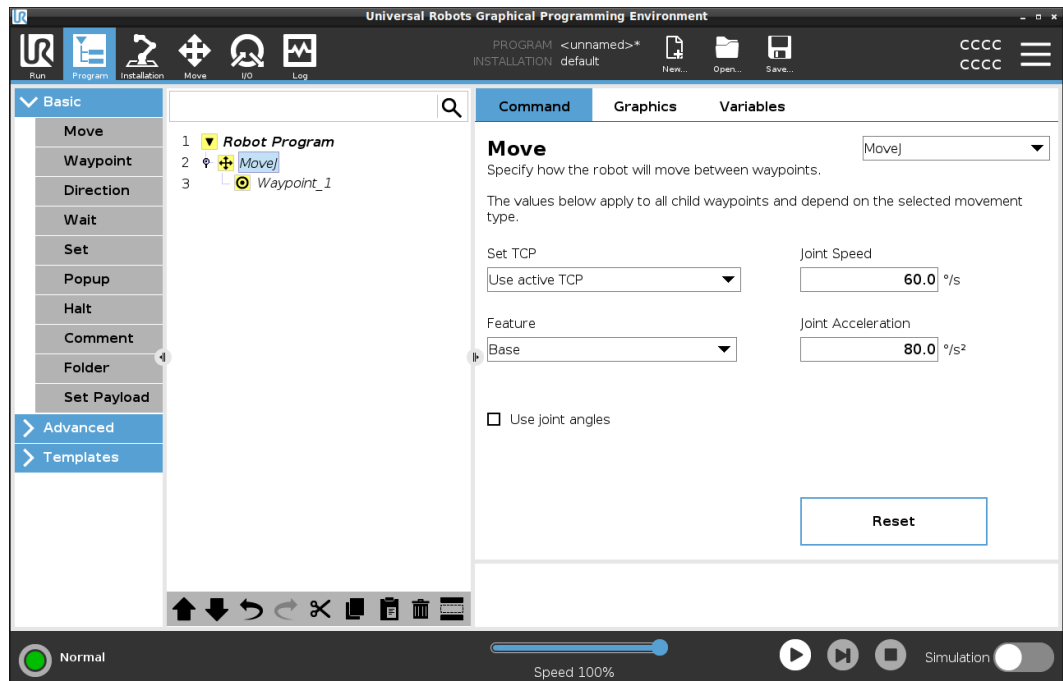 Universal Robots Graphical Programming Environment
UR
Run
Program
Installation
Move
I/O
Log
PROGRAM <unnamed>*
INSTALLATION default
New...
Open...
Save...
cccc
cccc
Basic
Move
Waypoint
Direction
Wait
Set
Popup
Halt
Comment
Folder
Set Payload
Advanced
Templates
1 Robot Program
2 MoveJ
3 Waypoint_1
Command Graphics Variables
Move
MoveJ
Specify how the robot will move between waypoints.
The values below apply to all child waypoints and depend on the selected movement
type.
Set TCP
Use active TCP
Joint Speed
60.0 °/s
Feature
Base
Joint Acceleration
80.0 °/s²
Use joint angles
Reset
Normal
Speed 100%
Simulation